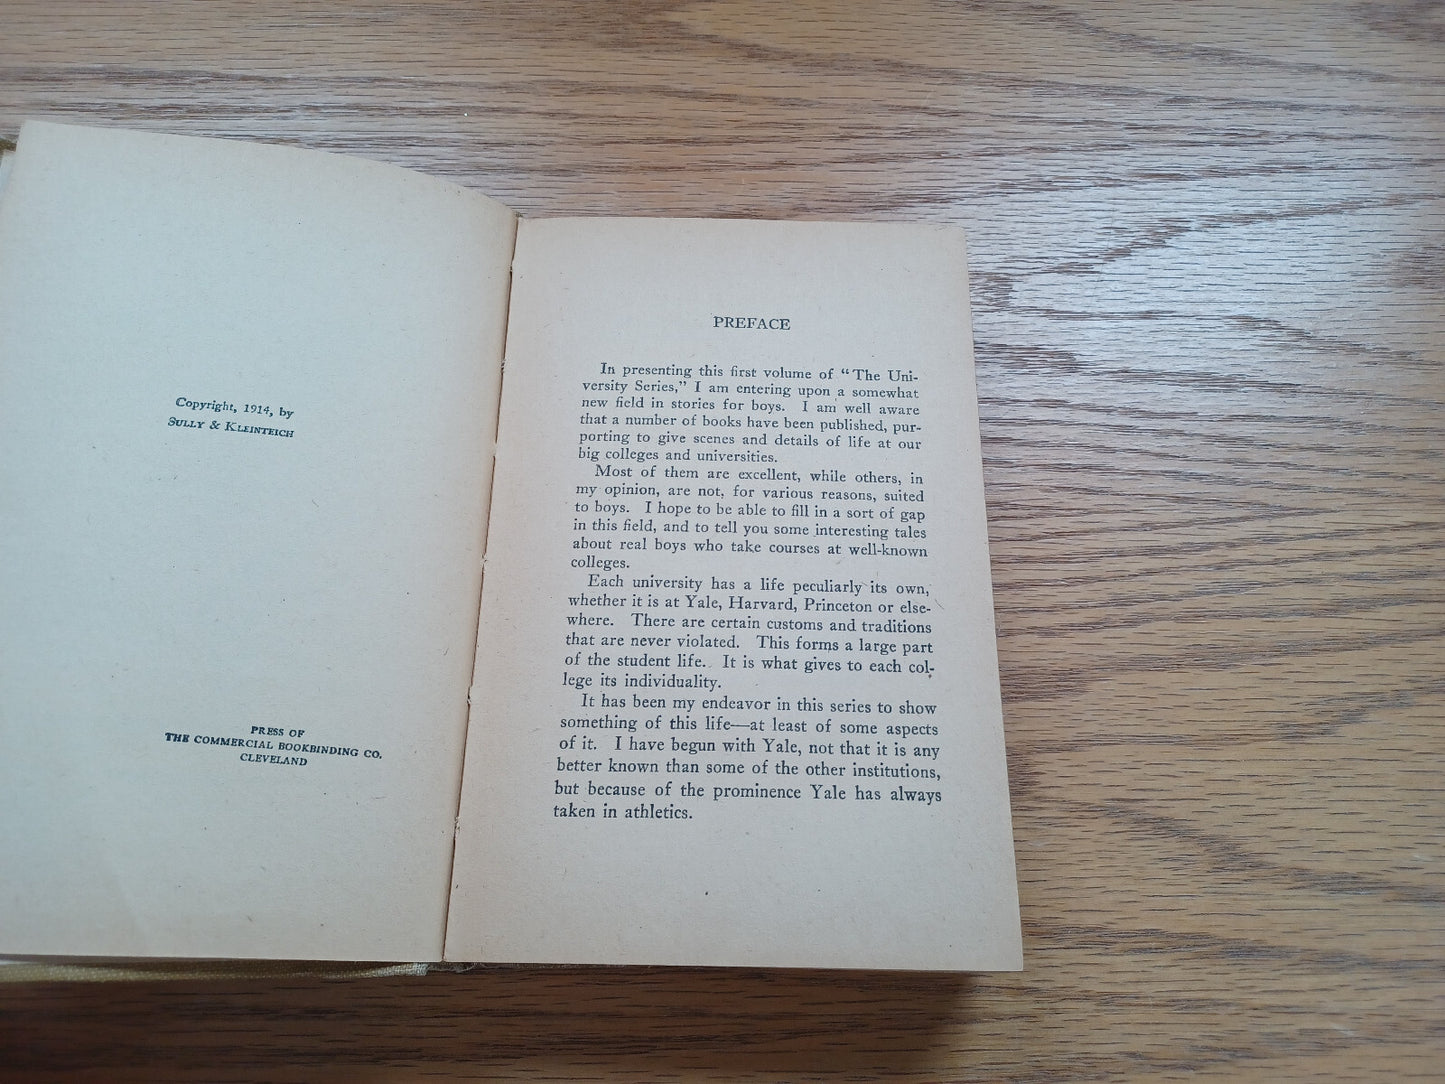 Copyright, 1914, by
SULLY & KLEINTEICH
PRESS OF
THE COMMERCIAL BOOKBINDING CO.
CLEVELAND
PREFACE
In presenting this first volume of "The Uni-
versity Series," I am entering upon a somewhat
new field in stories for boys. I am well aware
that a number of books have been published, pur-
porting to give scenes and details of life at our
big colleges and universities.
Most of them are excellent, while others, in
my opinion, are not, for various reasons, suited
to boys. I hope to be able to fill in a sort of gap
in this field, and to tell you some interesting tales
about real boys who take courses at well-known
colleges.
Each university has a life peculiarly its own,
whether it is at Yale, Harvard, Princeton or else-
where. There are certain customs and traditions
that are never violated. This forms a large part
of the student life. It is what gives to each col-
lege its individuality.
It has been my endeavor in this series to show
something of this life—at least of some aspects
of it. I have begun with Yale, not that it is any
better known than some of the other institutions,
but because of the prominence Yale has always
taken in athletics.